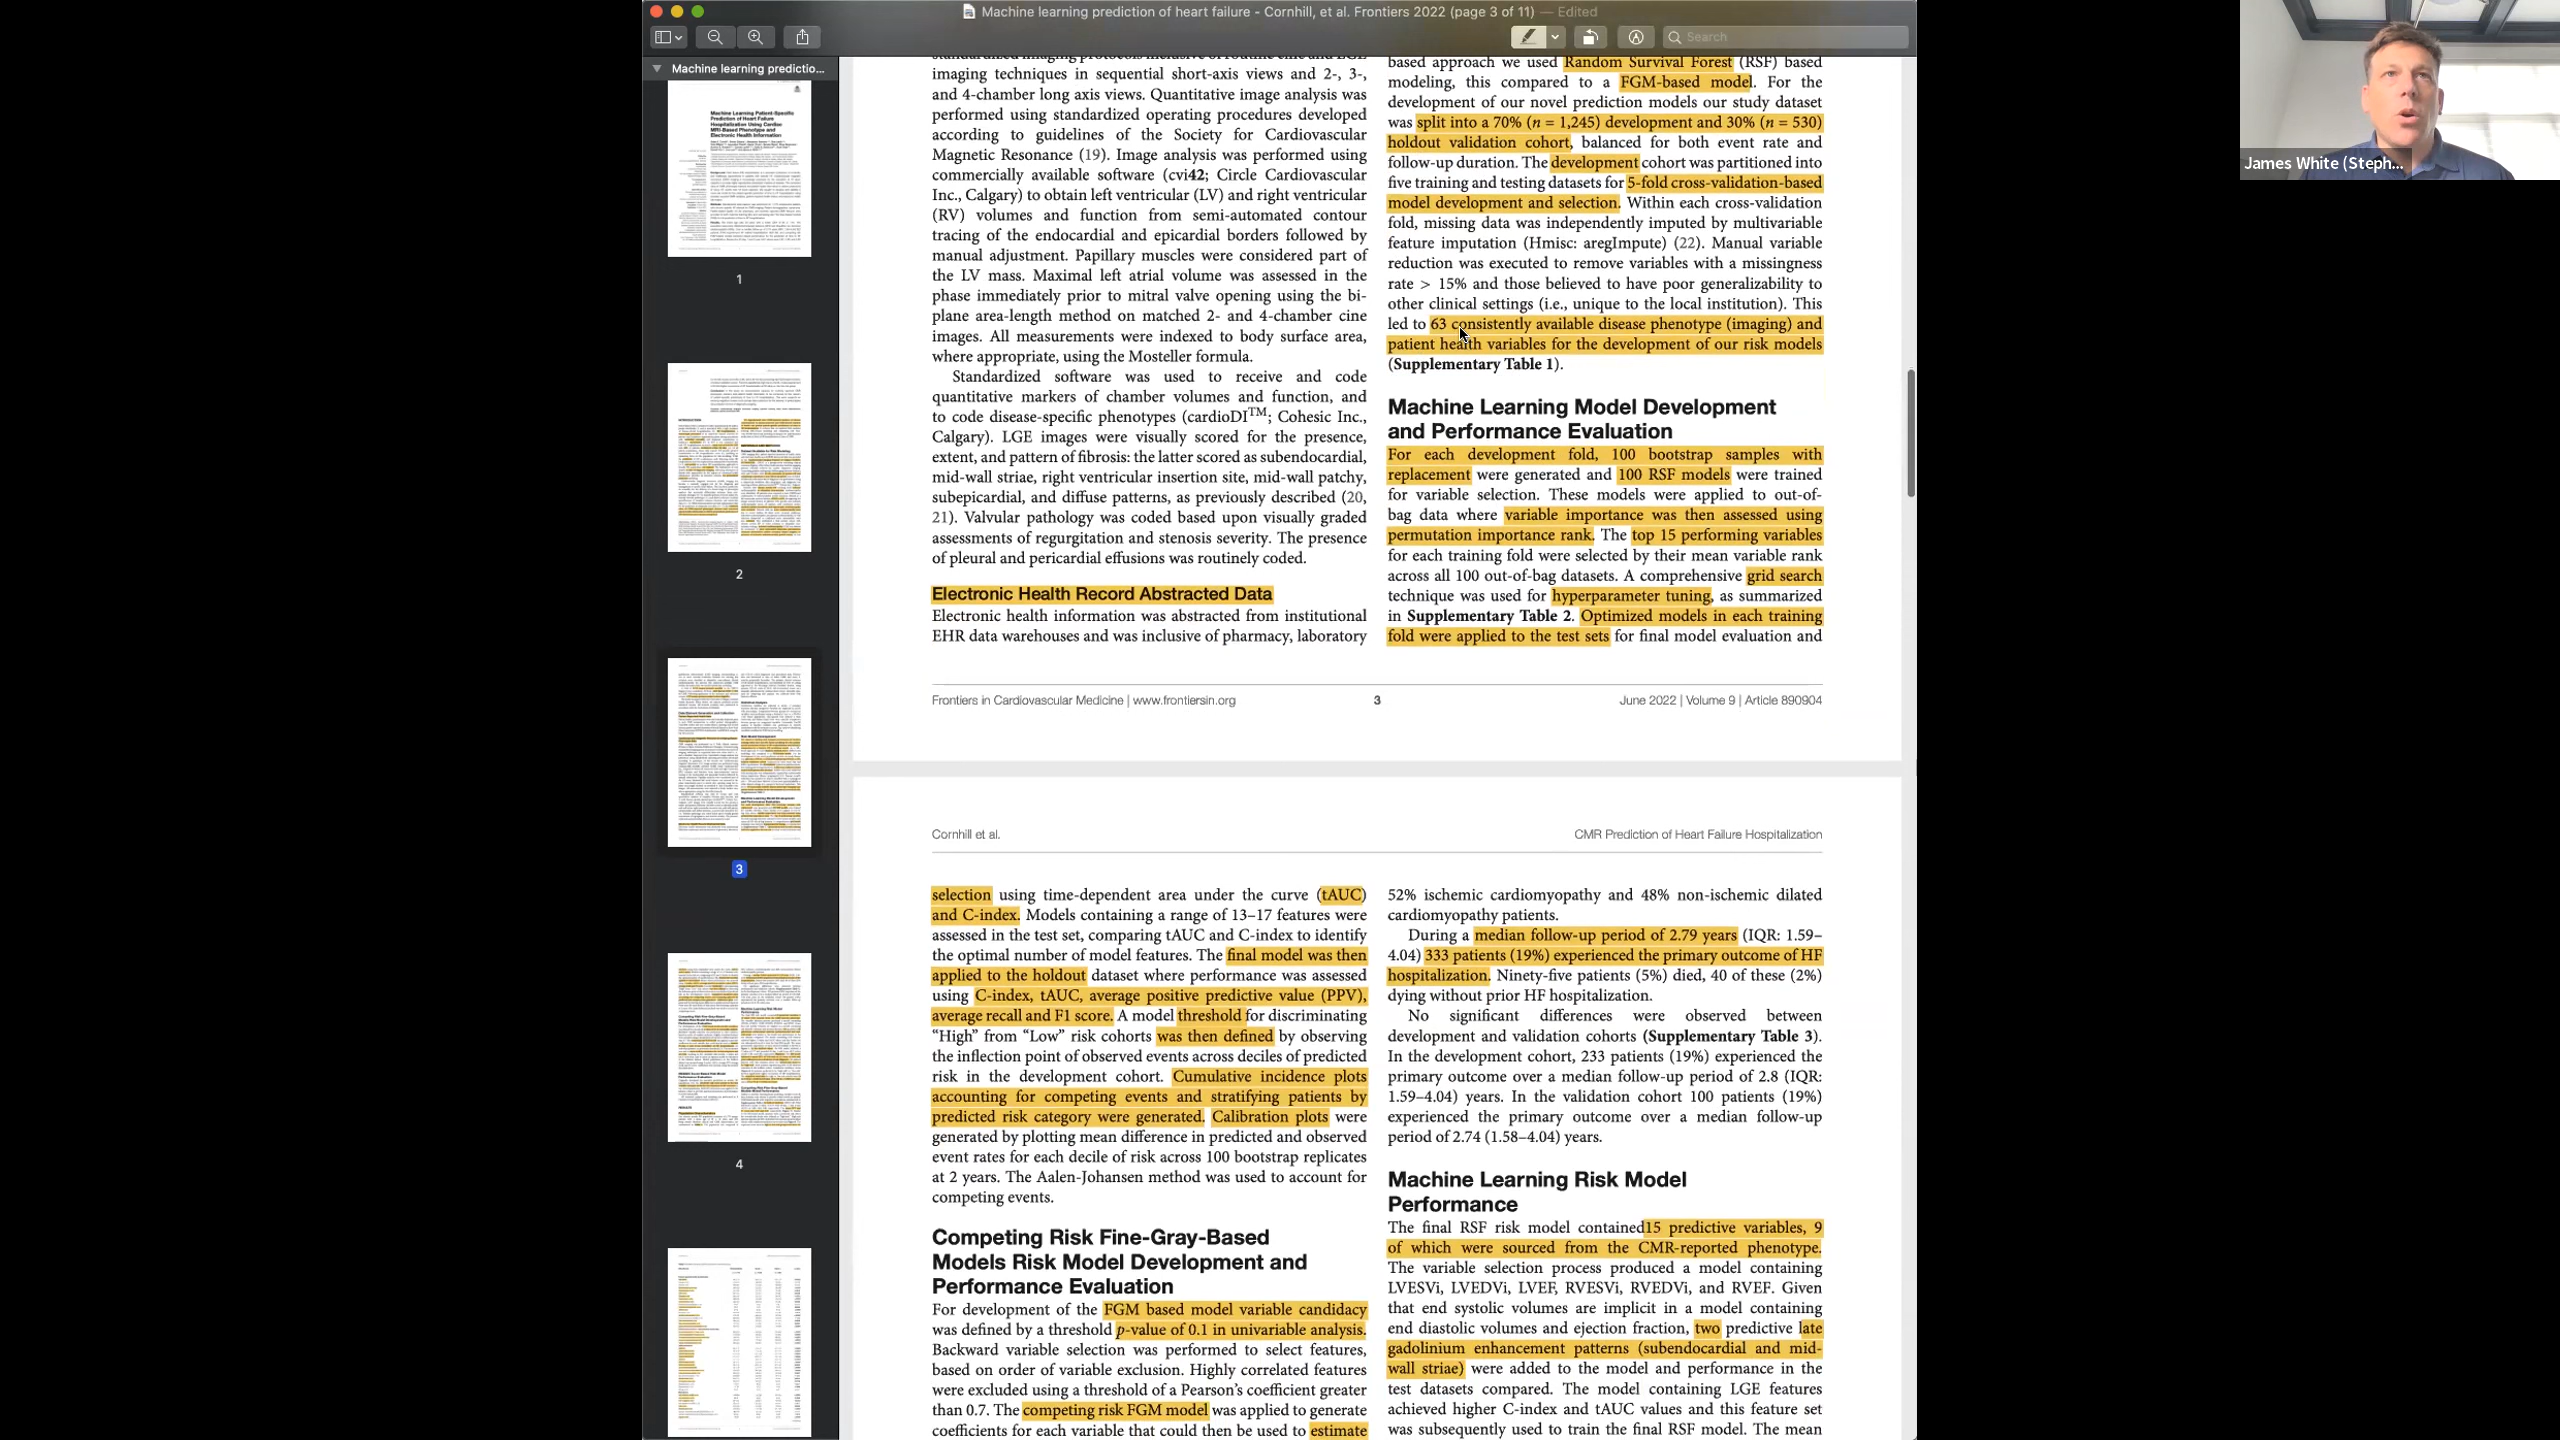 Machine learning prediction of heart failure - Cornhill, et al. Frontiers 2022 (page 3 of 11) — Edited
Search
Machine learning predictio...
1
2
3
4
James White (Steph...
imaging techniques in sequential short-axis views and 2-, 3-,
and 4-chamber long axis views. Quantitative image analysis was
performed using standardized operating procedures developed
according to guidelines of the Society for Cardiovascular
Magnetic Resonance (19). Image analysis was performed using
commercially available software (cvi42; Circle Cardiovascular
Inc., Calgary) to obtain left ventricular (LV) and right ventricular
(RV) volumes and function from semi-automated contour
tracing of the endocardial and epicardial borders followed by
manual adjustment. Papillary muscles were considered part of
the LV mass. Maximal left atrial volume was assessed in the
phase immediately prior to mitral valve opening using the bi-
plane area-length method on matched 2- and 4-chamber cine
images. All measurements were indexed to body surface area,
where appropriate, using the Mosteller formula.
Standardized software was used to receive and code
quantitative markers of chamber volumes and function, and
to code disease-specific phenotypes (cardioDI™; Cohesic Inc.,
Calgary). LGE images were visually scored for the presence,
extent, and pattern of fibrosis: the latter scored as subendocardial,
mid-wall striae, right ventricular insertion site, mid-wall patchy,
subepicardial, and diffuse patterns, as previously described (20,
21). Valvular pathology was coded based upon visually graded
assessments of regurgitation and stenosis severity. The presence
of pleural and pericardial effusions was routinely coded.
Electronic Health Record Abstracted Data
Electronic health information was abstracted from institutional
EHR data warehouses and was inclusive of pharmacy, laboratory
based approach we used Random Survival Forest (RSF) based
modeling, this compared to a FGM-based model. For the
development of our novel prediction models our study dataset
was split into a 70% (n = 1,245) development and 30% (n = 530)
holdout validation cohort, balanced for both event rate and
follow-up duration. The development cohort was partitioned into
five training and testing datasets for 5-fold cross-validation-based
model development and selection. Within each cross-validation
fold, missing data was independently imputed by multivariable
feature imputation (Hmisc: aregImpute) (22). Manual variable
reduction was executed to remove variables with a missingness
rate > 15% and those believed to have poor generalizability to
other clinical settings (i.e., unique to the local institution). This
led to 63 consistently available disease phenotype (imaging) and
patient health variables for the development of our risk models
(Supplementary Table 1).
Machine Learning Model Development
and Performance Evaluation
For each development fold, 100 bootstrap samples with
replacement were generated and 100 RSF models were trained
for variable selection. These models were applied to out-of-
bag data where variable importance was then assessed using
permutation importance rank. The top 15 performing variables
for each training fold were selected by their mean variable rank
across all 100 out-of-bag datasets. A comprehensive grid search
technique was used for hyperparameter tuning, as summarized
in Supplementary Table 2. Optimized models in each training
fold were applied to the test sets for final model evaluation and
Frontiers in Cardiovascular Medicine | www.frontiersin.org
3
June 2022 | Volume 9 | Article 890904
Cornhill et al.
CMR Prediction of Heart Failure Hospitalization
selection using time-dependent area under the curve (tAUC)
and C-index. Models containing a range of 13–17 features were
assessed in the test set, comparing tAUC and C-index to identify
the optimal number of model features. The final model was then
applied to the holdout dataset where performance was assessed
using C-index, tAUC, average positive predictive value (PPV),
average recall and F1 score. A model threshold for discriminating
“High” from “Low” risk cohorts was then defined by observing
the inflection point of observed events across deciles of predicted
risk in the development cohort. Cumulative incidence plots
accounting for competing events and stratifying patients by
predicted risk category were generated. Calibration plots were
generated by plotting mean difference in predicted and observed
event rates for each decile of risk across 100 bootstrap replicates
at 2 years. The Aalen-Johansen method was used to account for
competing events.
Competing Risk Fine-Gray-Based
Models Risk Model Development and
Performance Evaluation
For development of the FGM based model variable candidacy
was defined by a threshold p-value of 0.1 in univariable analysis.
Backward variable selection was performed to select features,
based on order of variable exclusion. Highly correlated features
were excluded using a threshold of a Pearson’s coefficient greater
than 0.7. The competing risk FGM model was applied to generate
coefficients for each variable that could then be used to estimate
52% ischemic cardiomyopathy and 48% non-ischemic dilated
cardiomyopathy patients.
During a median follow-up period of 2.79 years (IQR: 1.59–
4.04) 333 patients (19%) experienced the primary outcome of HF
hospitalization. Ninety-five patients (5%) died, 40 of these (2%)
dying without prior HF hospitalization.
No significant differences were observed between
development and validation cohorts (Supplementary Table 3).
In the development cohort, 233 patients (19%) experienced the
primary outcome over a median follow-up period of 2.8 (IQR:
1.59–4.04) years. In the validation cohort 100 patients (19%)
experienced the primary outcome over a median follow-up
period of 2.74 (1.58–4.04) years.
Machine Learning Risk Model
Performance
The final RSF risk model contained 15 predictive variables, 9
of which were sourced from the CMR-reported phenotype.
The variable selection process produced a model containing
LVESVi, LVEDVi, LVEF, RVESVi, RVEDVi, and RVEF. Given
that end systolic volumes are implicit in a model containing
end diastolic volumes and ejection fraction, two predictive late
gadolinium enhancement patterns (subendocardial and mid-
wall striae) were added to the model and performance in the
test datasets compared. The model containing LGE features
achieved higher C-index and tAUC values and this feature set
was subsequently used to train the final RSF model. The mean